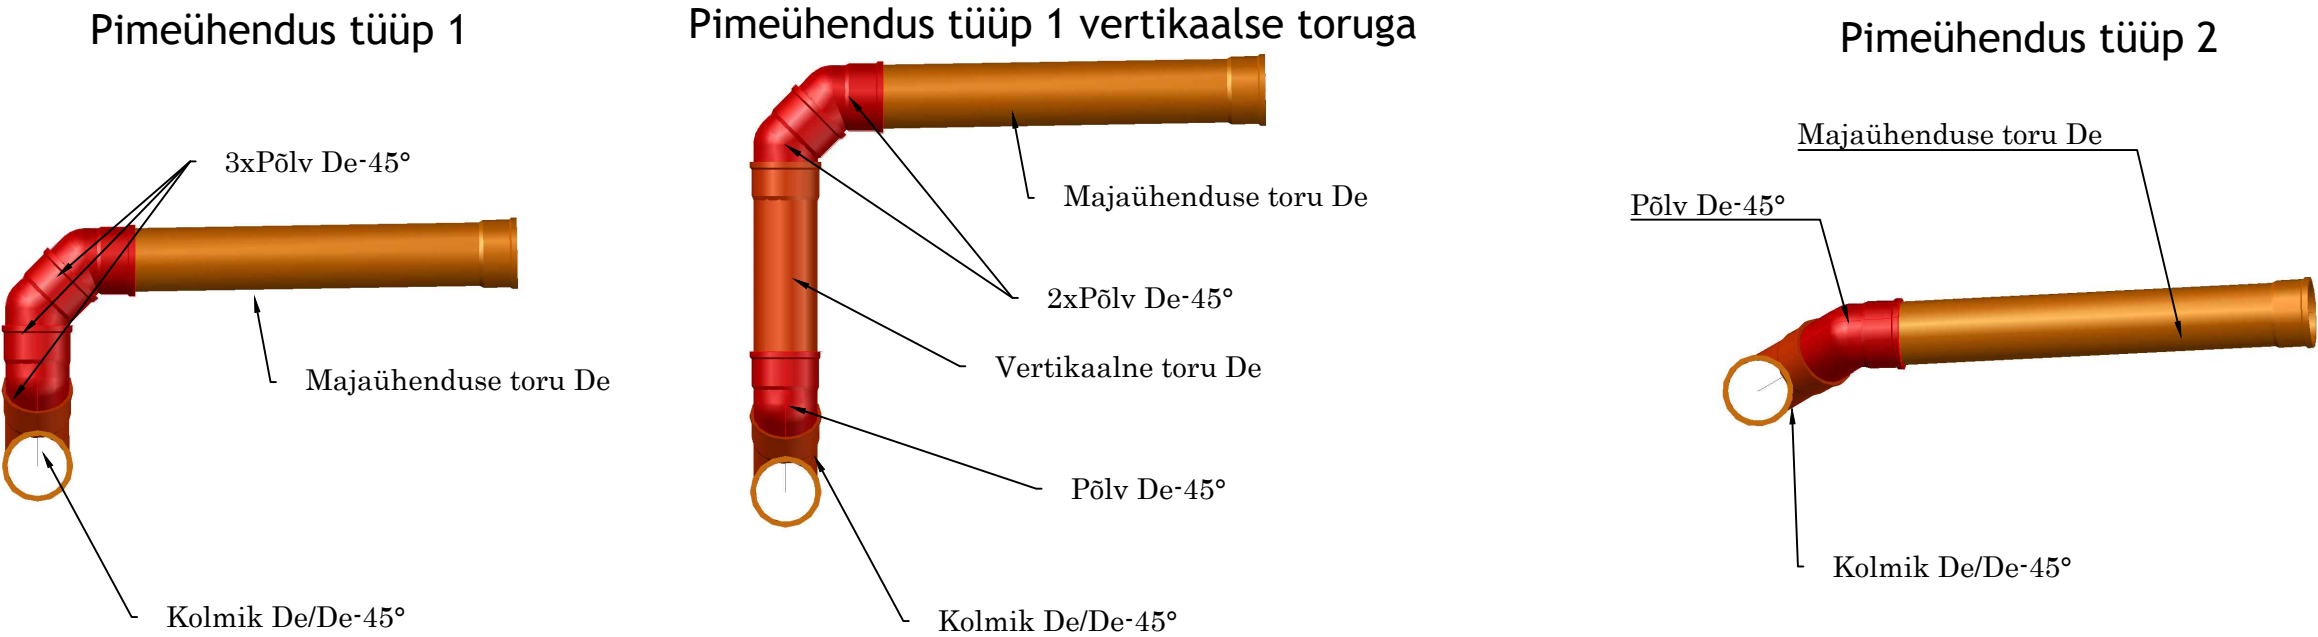 Pimeühendus tüüp 1
3xPõlv De-45°
Majaühenduse toru De
Kolmik De/De-45°
Pimeühendus tüüp 1 vertikaalse toruga
Majaühenduse toru De
2xPõlv De-45°
Vertikaalne toru De
Põlv De-45°
Kolmik De/De-45°
Pimeühendus tüüp 2
Majaühenduse toru De
Põlv De-45°
Kolmik De/De-45°